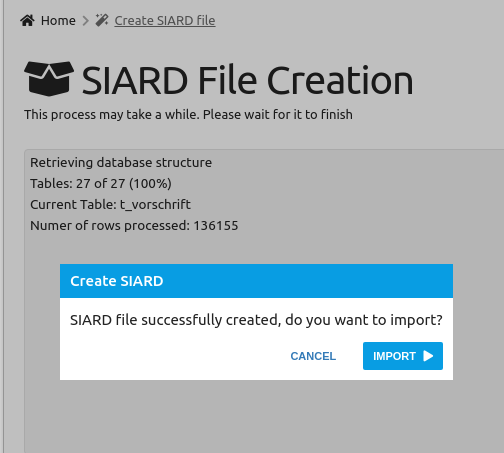 Home > Create SIARD file
SIARD File Creation
This process may take a while. Please wait for it to finish
Retrieving database structure
Tables: 27 of 27 (100%)
Current Table: t_vorschrift
Numer of rows processed: 136155
Create SIARD
SIARD file successfully created, do you want to import?
CANCEL
IMPORT